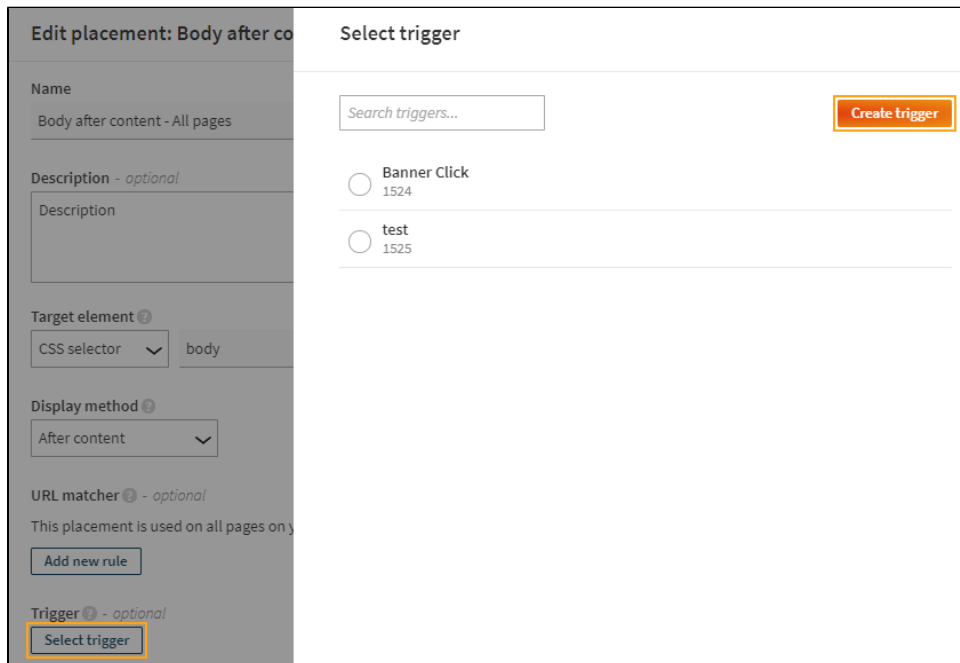 Edit placement: Body after co
Name
Body after content - All pages
Description - optional
Description
Target element ?
CSS selector
body
Display method ?
After content
URL matcher ? - optional
This placement is used on all pages on y
Add new rule
Trigger ? - optional
Select trigger
Select trigger
Search triggers...
Create trigger
Banner Click
1524
test
1525